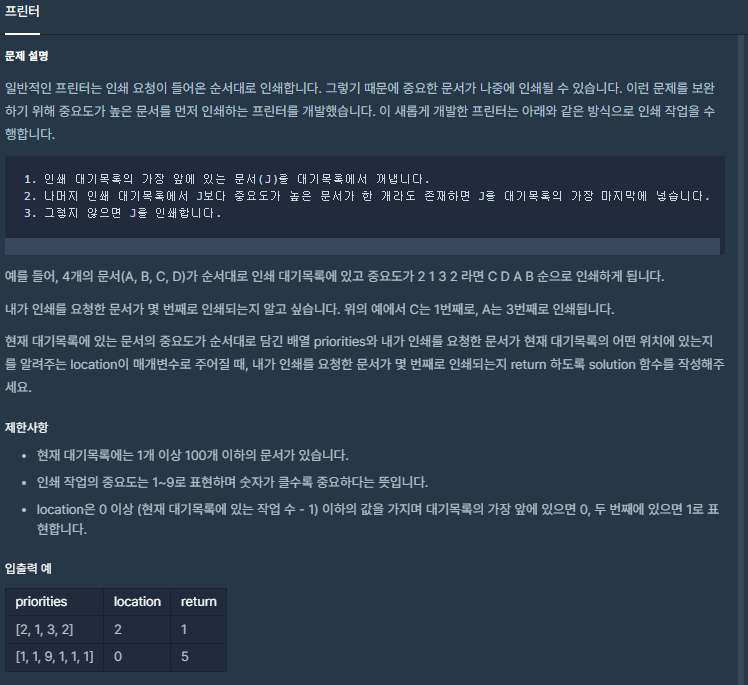 프린터
문제 설명
일반적인 프린터는 인쇄 요청이 들어온 순서대로 인쇄합니다. 그렇기 때문에 중요한 문서가 나중에 인쇄될 수 있습니다. 이런 문제를 보완
하기 위해 중요도가 높은 문서를 먼저 인쇄하는 프린터를 개발했습니다. 이 새롭게 개발한 프린터는 아래와 같은 방식으로 인쇄 작업을 수
행합니다.
1. 인쇄 대기목록의 가장 앞에 있는 문서(J)를 대기목록에서 꺼냅니다.
2. 나머지 인쇄 대기목록에서 J보다 중요도가 높은 문서가 한 개라도 존재하면 J를 대기목록의 가장 마지막에 넣습니다.
3. 그렇지 않으면 J를 인쇄합니다.
예를 들어, 4개의 문서(A, B, C, D)가 순서대로 인쇄 대기목록에 있고 중요도가 2 1 3 2 라면 C D A B 순으로 인쇄하게 됩니다.
내가 인쇄를 요청한 문서가 몇 번째로 인쇄되는지 알고 싶습니다. 위의 예에서 C는 1번째로, A는 3번째로 인쇄됩니다.
현재 대기목록에 있는 문서의 중요도가 순서대로 담긴 배열 priorities와 내가 인쇄를 요청한 문서가 현재 대기목록의 어떤 위치에 있는지
를 알려주는 location이 매개변수로 주어질 때, 내가 인쇄를 요청한 문서가 몇 번째로 인쇄되는지 return 하도록 solution 함수를 작성해주
세요.
제한사항
• 현재 대기목록에는 1개 이상 100개 이하의 문서가 있습니다.
• 인쇄 작업의 중요도는 1~9로 표현하며 숫자가 클수록 중요하다는 뜻입니다.
• location은 0 이상 (현재 대기목록에 있는 작업 수 - 1) 이하의 값을 가지며 대기목록의 가장 앞에 있으면 0, 두 번째에 있으면 1로 표
현합니다.
입출력 예
priorities location return
[2, 1, 3, 2] 2 1
[1, 1, 9, 1, 1, 1] 0 5